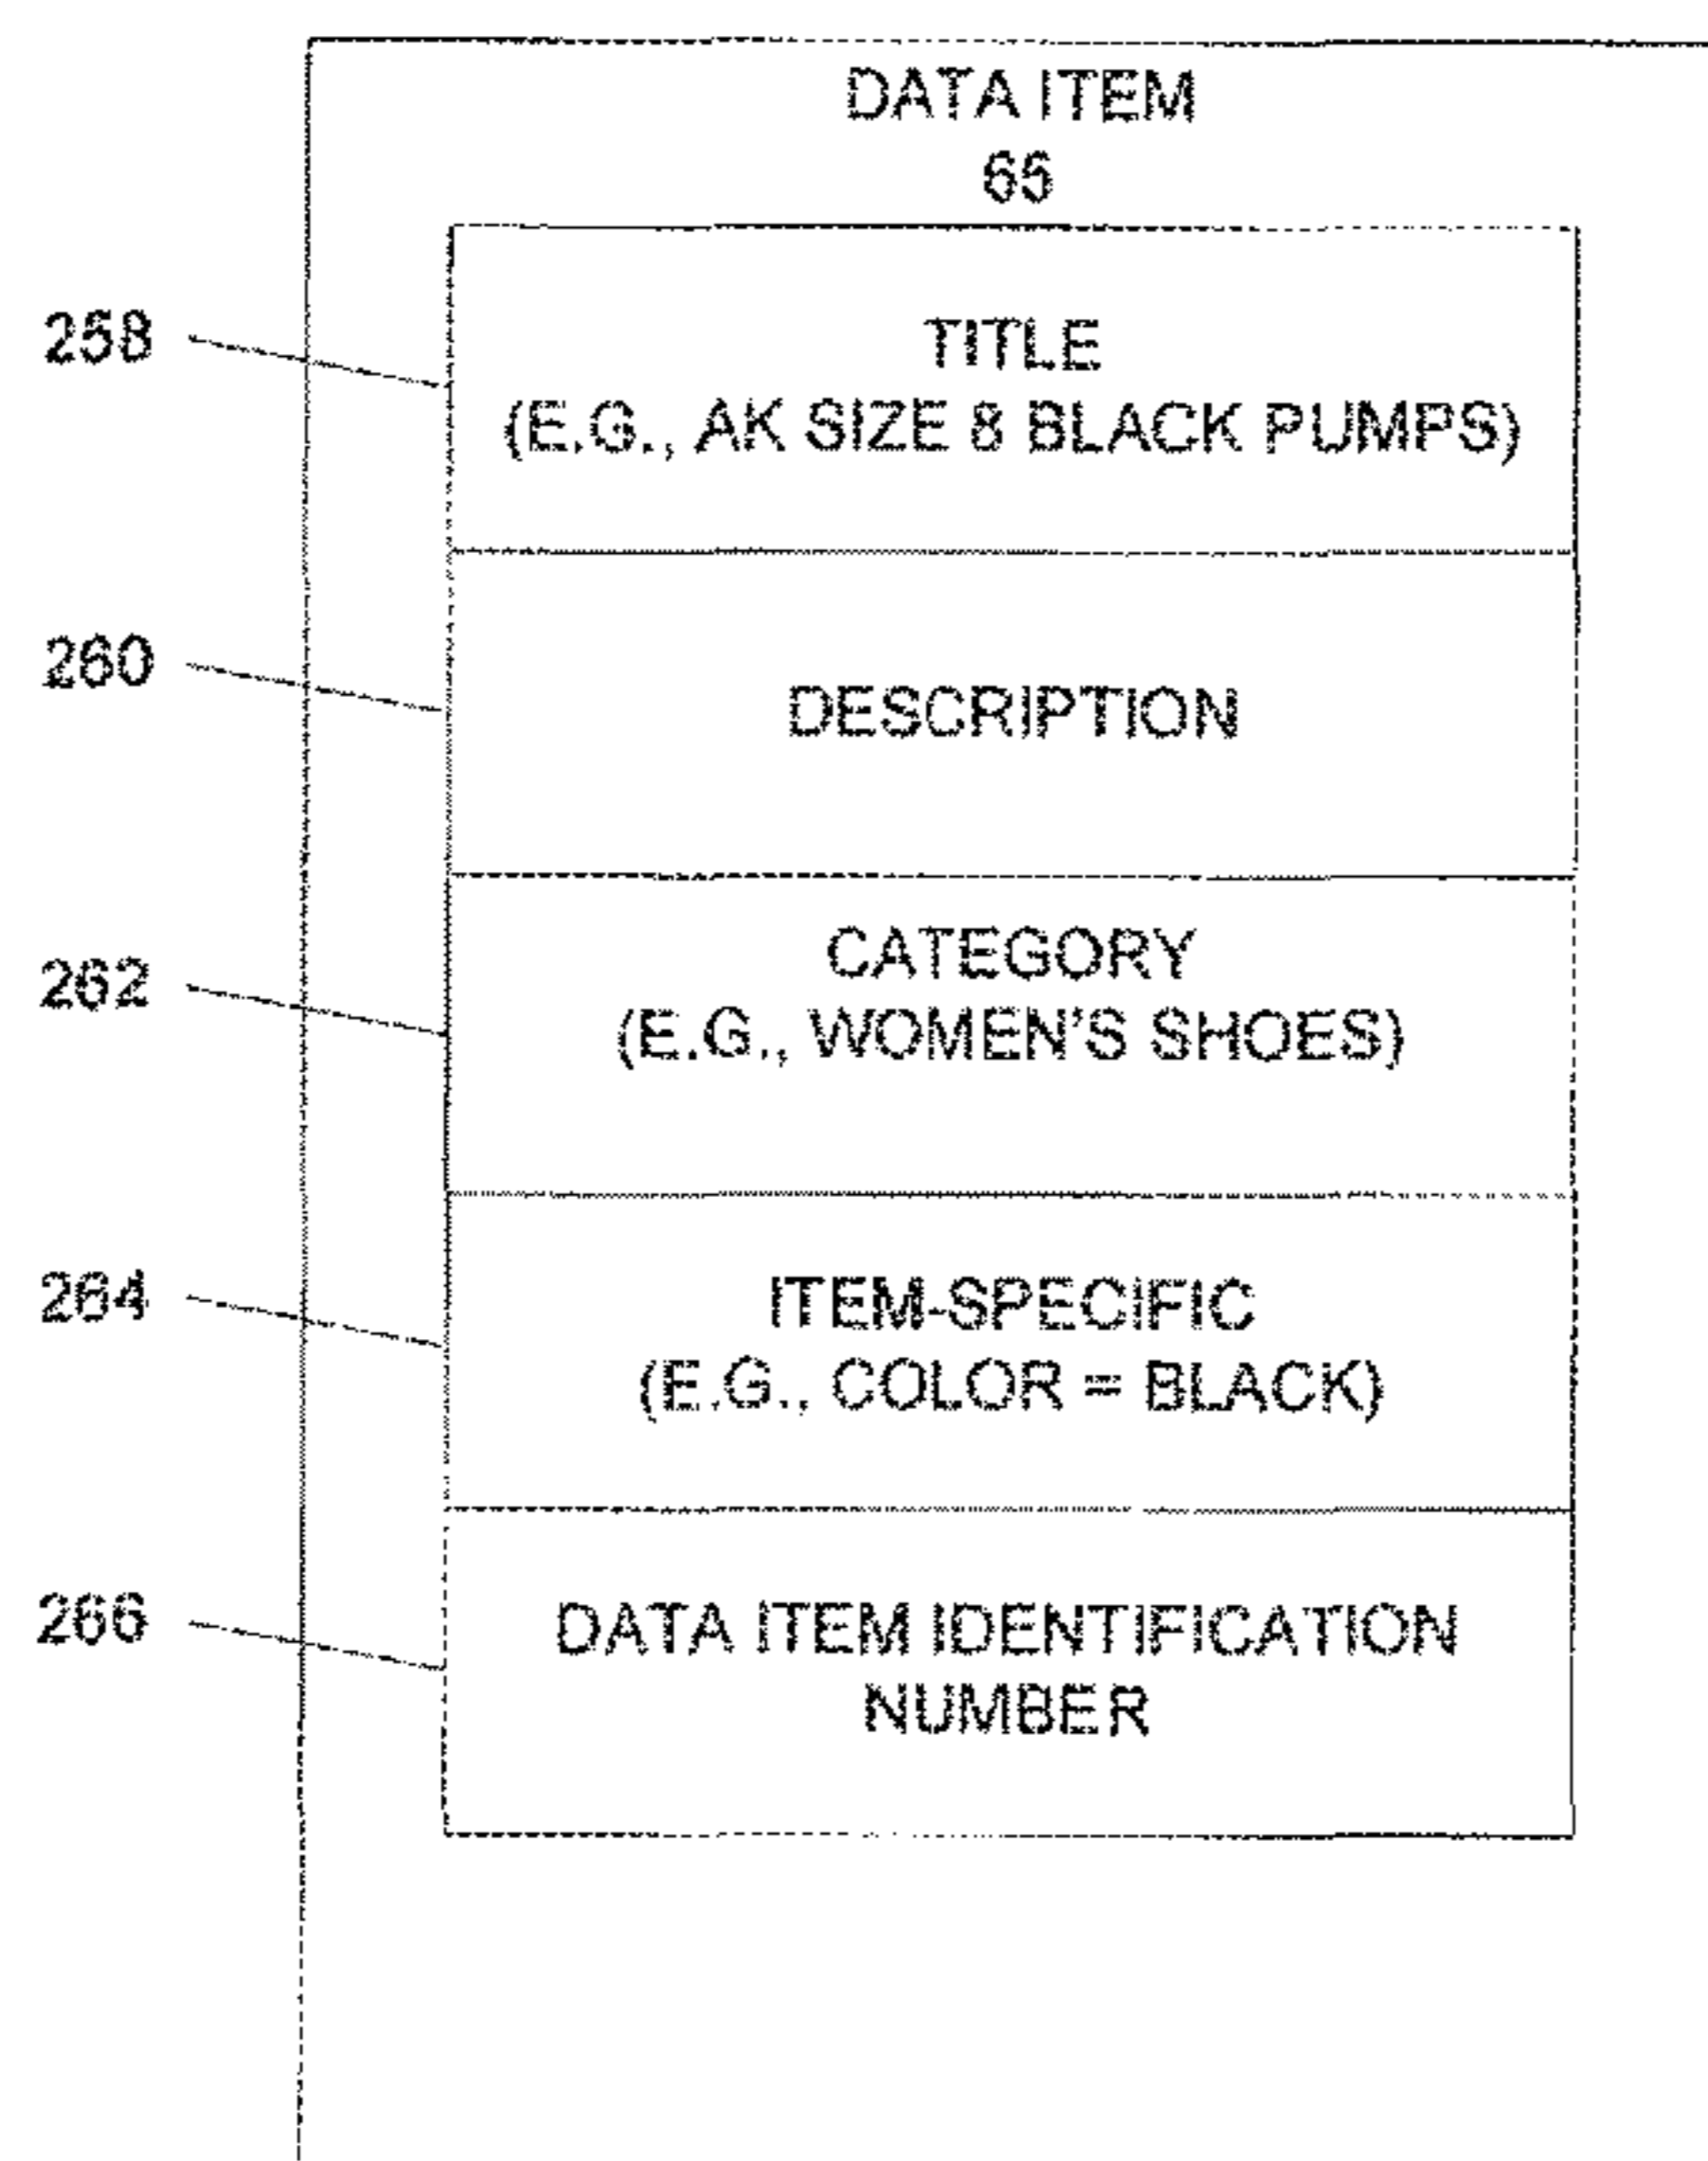 DATA ITEM
65
258
TITLE
(E.G., AK SIZE 8 BLACK PUMPS)
260
DESCRIPTION
262
CATEGORY
(E.G., WOMEN'S SHOES)
264
ITEM-SPECIFIC
(E.G., COLOR = BLACK)
266
DATA ITEM IDENTIFICATION
NUMBER